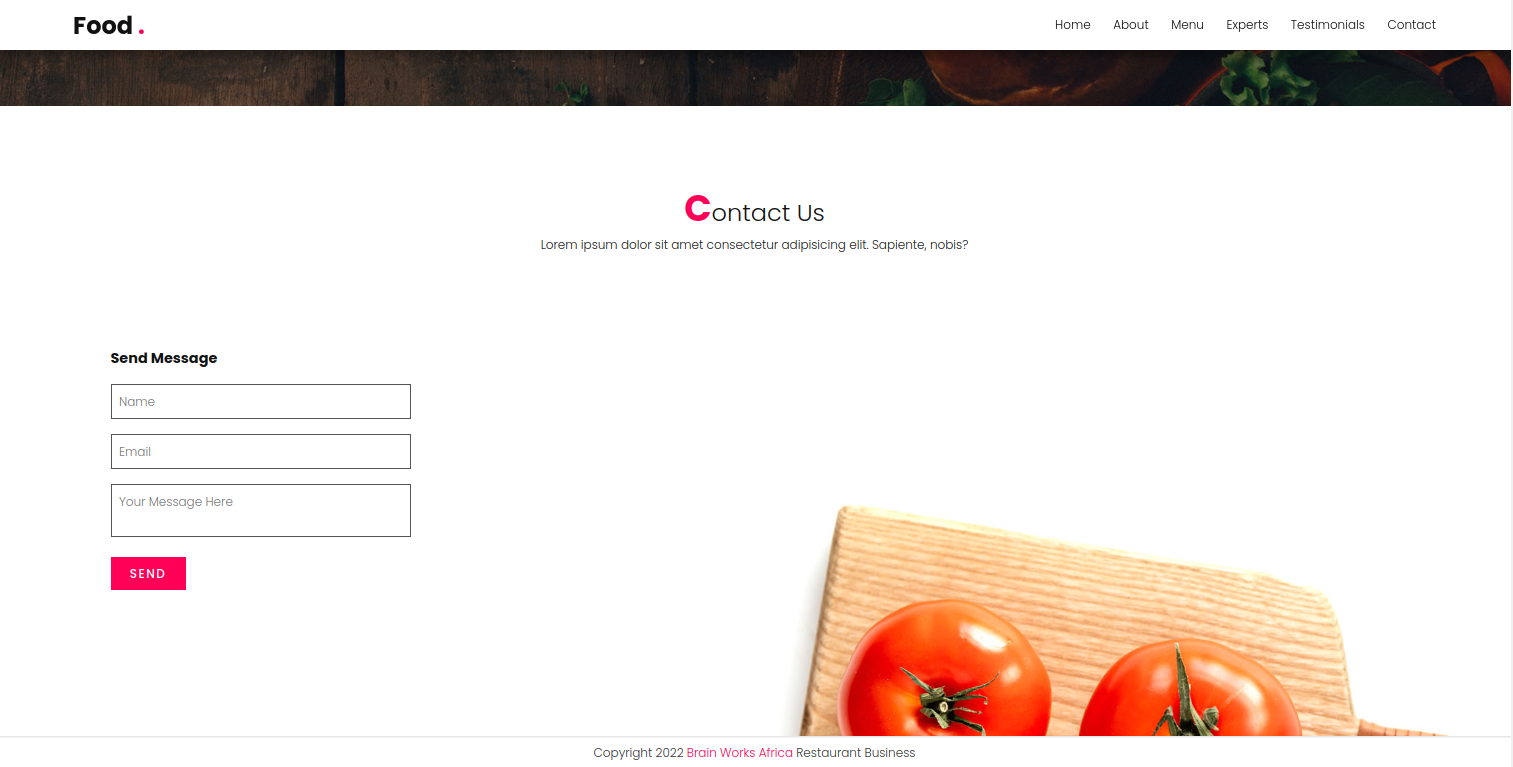 Food .
Home About Menu Experts Testimonials Contact
Contact Us
Lorem ipsum dolor sit amet consectetur adipisicing elit. Sapiente, nobis?
Send Message
Name
Email
Your Message Here
SEND
Copyright 2022 Brain Works Africa Restaurant Business